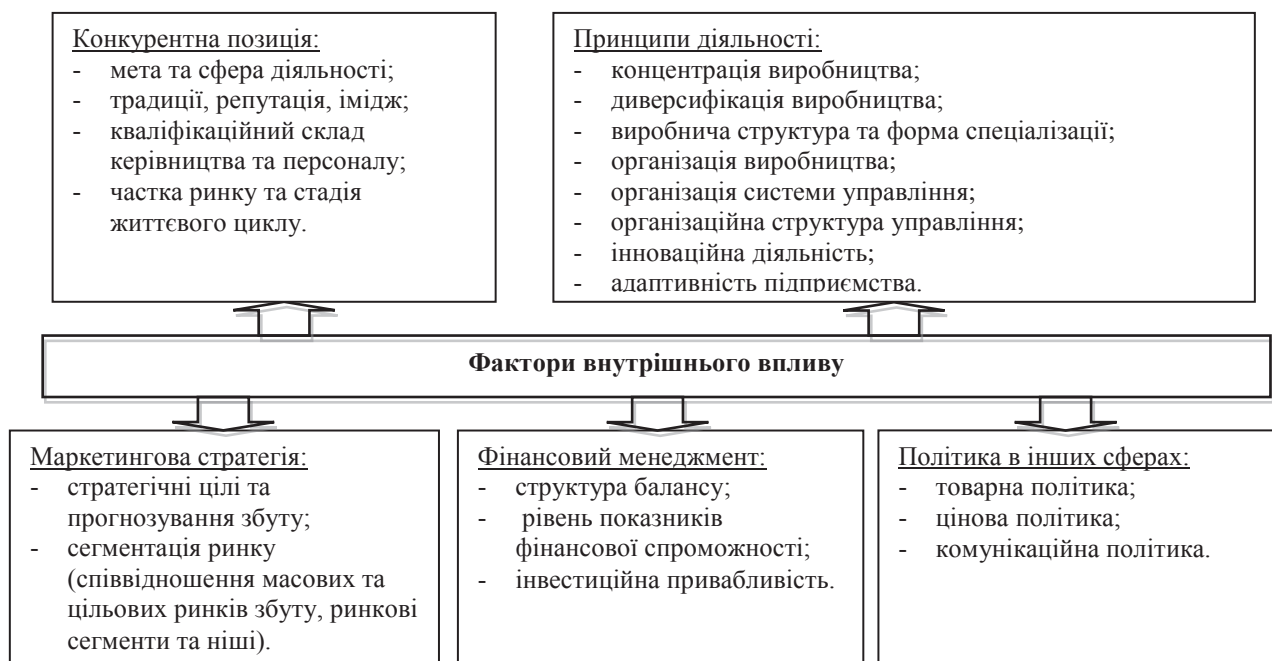 Конкурентна позиція:
- мета та сфера діяльності;
- традиції, репутація, імідж;
- кваліфікаційний склад
керівництва та персоналу;
- частка ринку та стадія
життєвого циклу.
Принципи діяльності:
- концентрація виробництва;
- диверсифікація виробництва;
- виробнича структура та форма спеціалізації;
- організація виробництва;
- організація системи управління;
- організаційна структура управління;
- інноваційна діяльність;
- адаптивність підприємства.
Фактори внутрішнього впливу
Маркетингова стратегія:
- стратегічні цілі та
прогнозування збуту;
- сегментація ринку
(співвідношення масових та
цільових ринків збуту, ринкові
сегменти та ніші).
Фінансовий менеджмент:
- структура балансу;
- рівень показників
фінансової спроможності;
- інвестиційна привабливість.
Політика в інших сферах:
- товарна політика;
- цінова політика;
- комунікаційна політика.